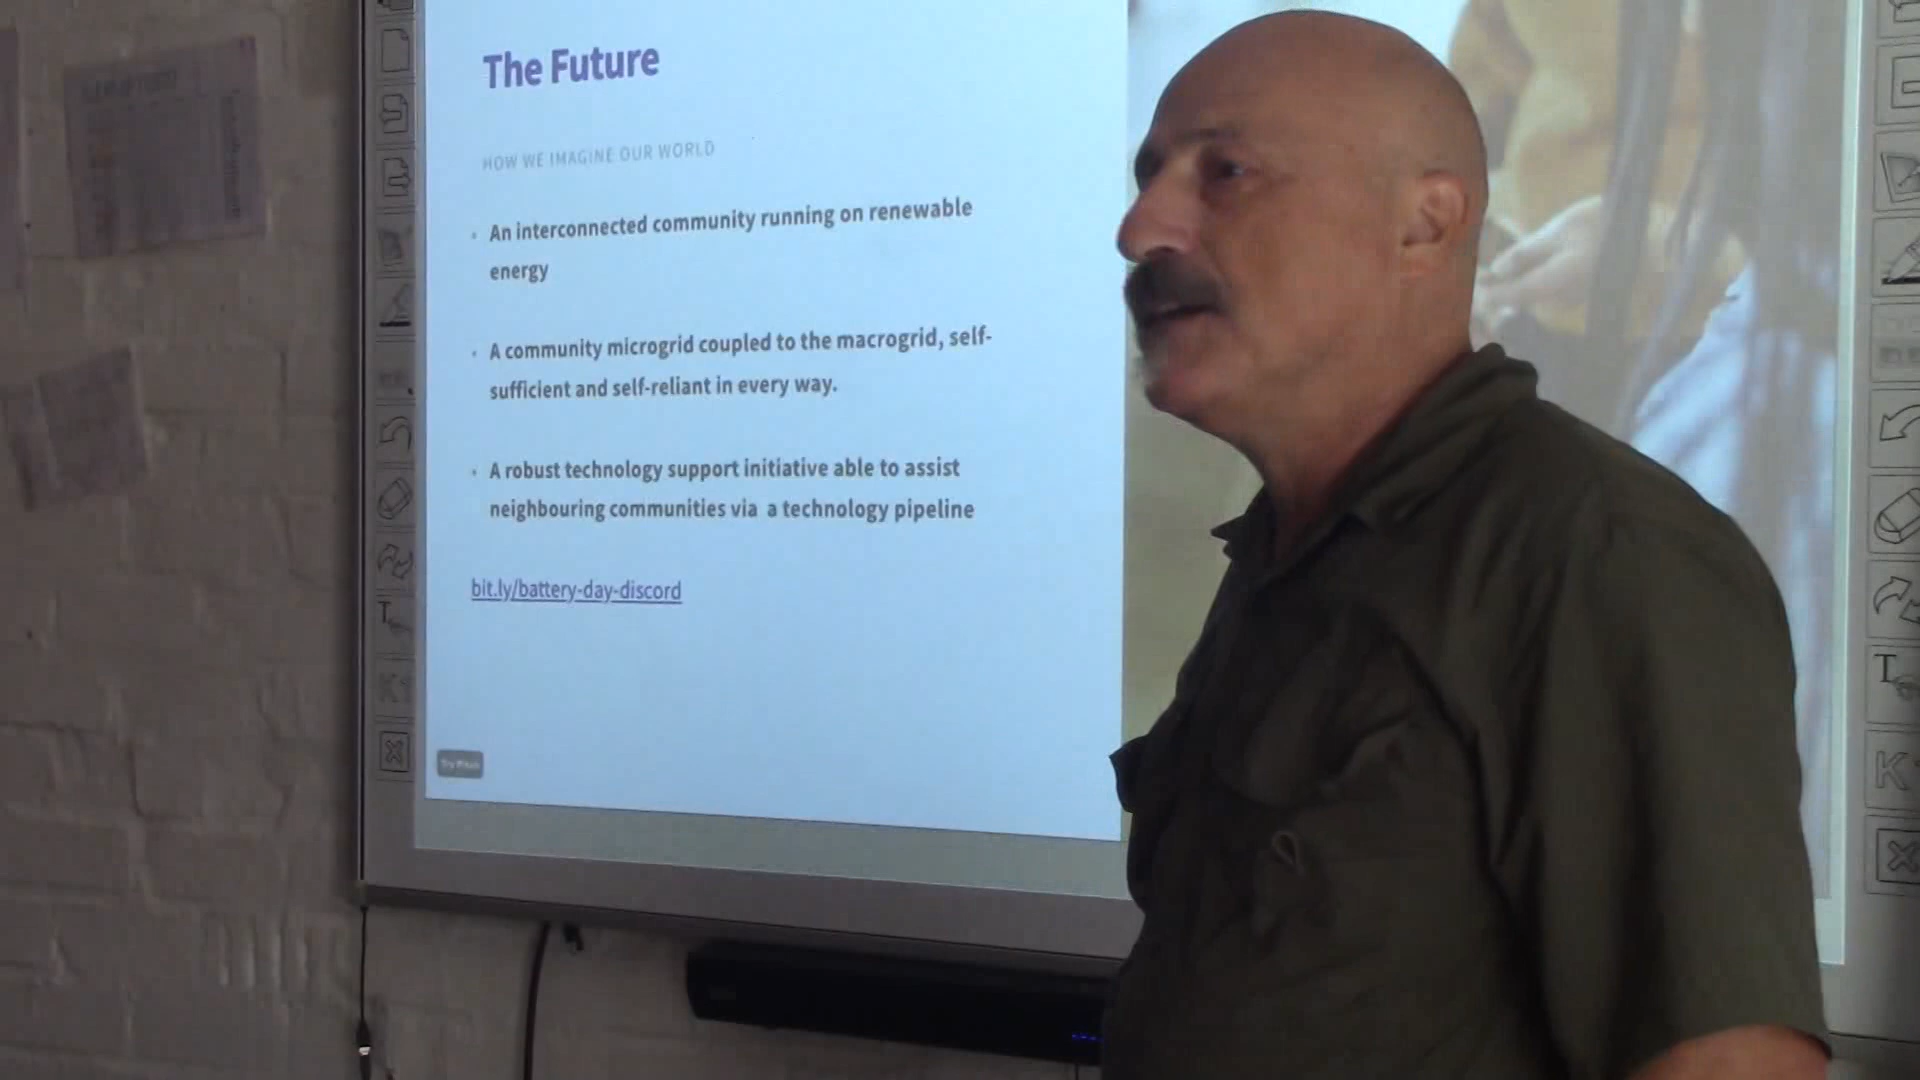 The Future
HOW WE IMAGINE OUR WORLD
• An interconnected community running on renewable
energy
• A community microgrid coupled to the macrogrid, self-
sufficient and self-reliant in every way.
• A robust technology support initiative able to assist
neighbouring communities via a technology pipeline
bit.ly/battery-day-discord
Try Pitch